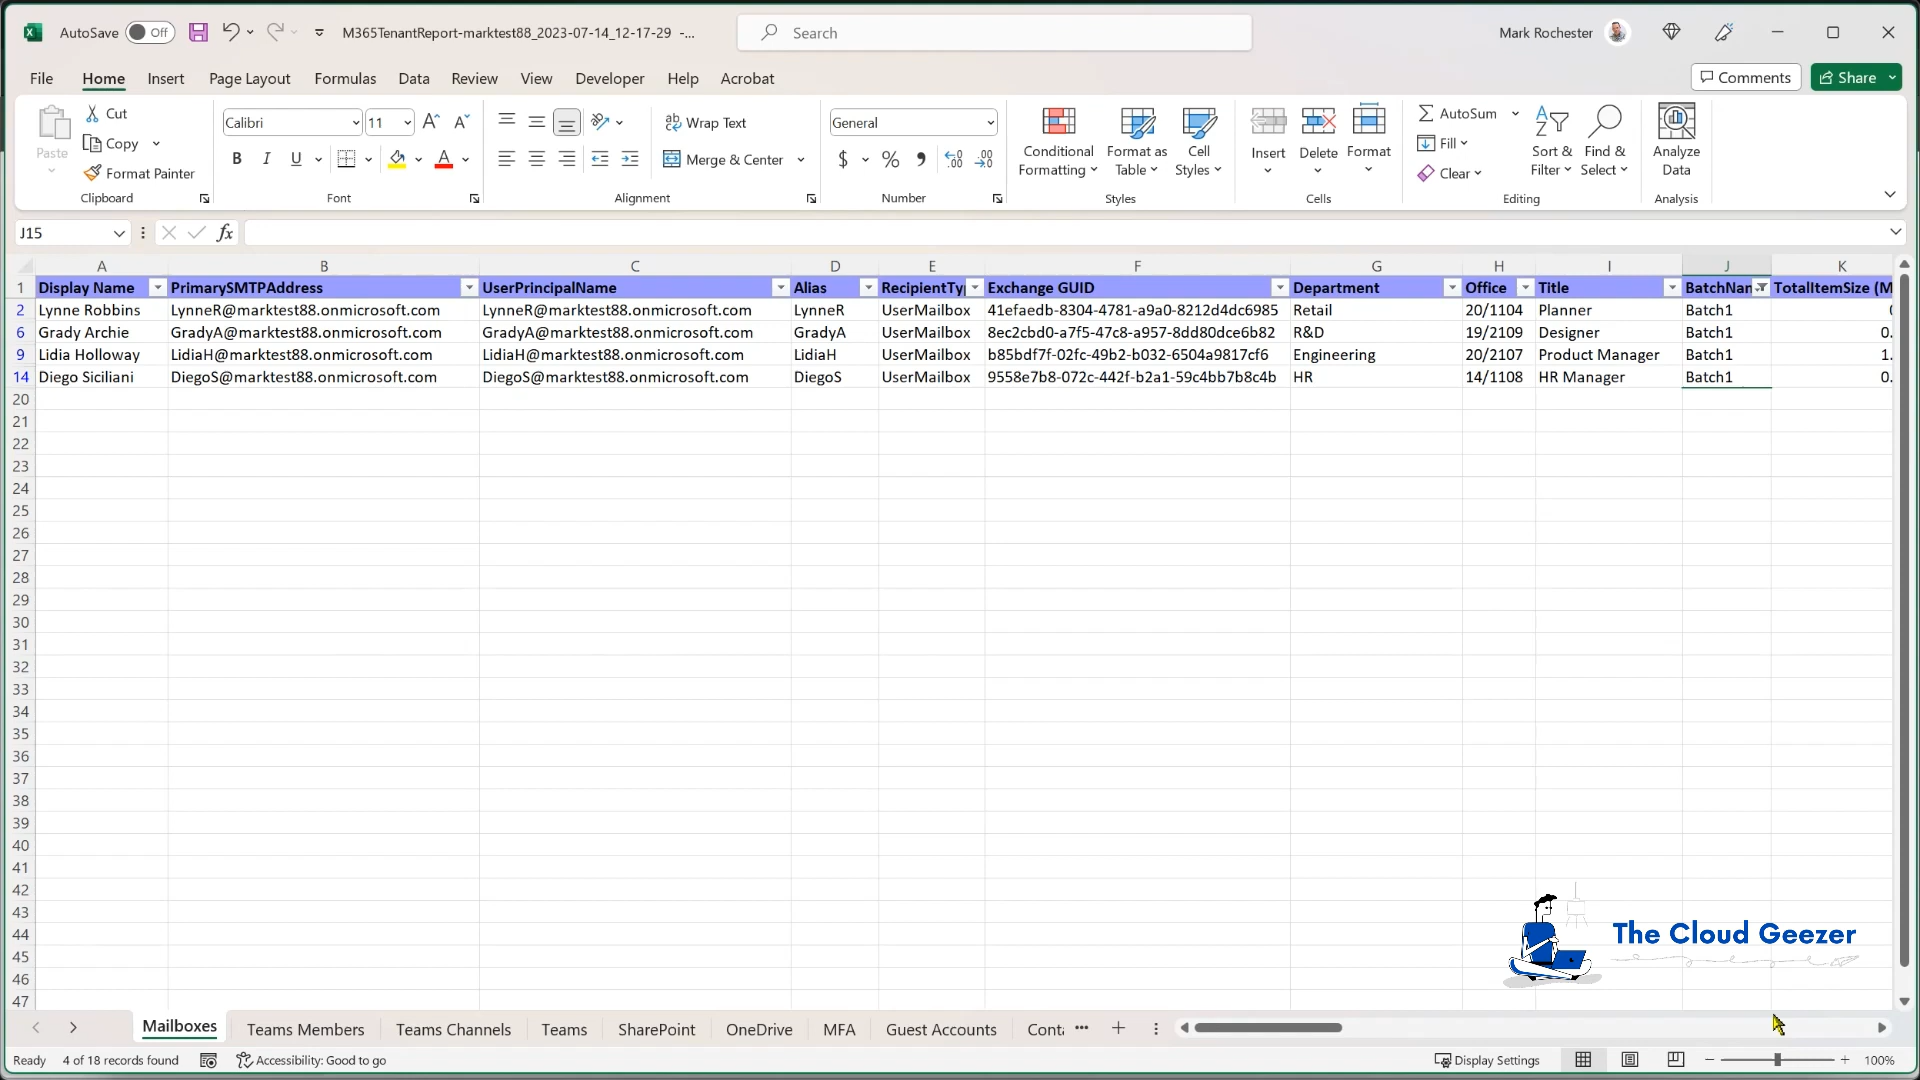 AutoSave Off M365TenantReport-marktest88_2023-07-14_12-17-29 -... Search Mark Rochester
File Home Insert Page Layout Formulas Data Review View Developer Help Acrobat Comments Share
Paste Cut Copy Format Painter Clipboard
Calibri 11 B I U A Font
Wrap Text Merge & Center Alignment
General $ % Number
Conditional Formatting Format as Table Cell Styles Styles
Insert Delete Format Cells
AutoSum Fill Clear Sort & Filter Find & Select Editing
Analyze Data Analysis
J15 fx
A B C D E F G H I J K
1 Display Name PrimarySMTPAddress UserPrincipalName Alias RecipientTy Exchange GUID Department Office Title BatchNan TotalItemSize (M
2 Lynne Robbins LynneR@marktest88.onmicrosoft.com LynneR@marktest88.onmicrosoft.com LynneR UserMailbox 41efaedb-8304-4781-a9a0-8212d4dc6985 Retail 20/1104 Planner Batch1
6 Grady Archie GradyA@marktest88.onmicrosoft.com GradyA@marktest88.onmicrosoft.com GradyA UserMailbox 8ec2cbd0-a7f5-47c8-a957-8dd80dce6b82 R&D 19/2109 Designer Batch1 0.
9 Lidia Holloway LidiaH@marktest88.onmicrosoft.com LidiaH@marktest88.onmicrosoft.com LidiaH UserMailbox b85bdf7f-02fc-49b2-b032-6504a9817cf6 Engineering 20/2107 Product Manager Batch1 1.
14 Diego Siciliani DiegoS@marktest88.onmicrosoft.com DiegoS@marktest88.onmicrosoft.com DiegoS UserMailbox 9558e7b8-072c-442f-b2a1-59c4bb7b8c4b HR 14/1108 HR Manager Batch1 0.
20
21
22
23
24
25
26
27
28
29
30
31
32
33
34
35
36
37
38
39
40
41
42
43
44
45
46
47
The Cloud Geezer
Mailboxes Teams Members Teams Channels Teams SharePoint OneDrive MFA Guest Accounts Conta ...
Ready 4 of 18 records found Accessibility: Good to go Display Settings 100%